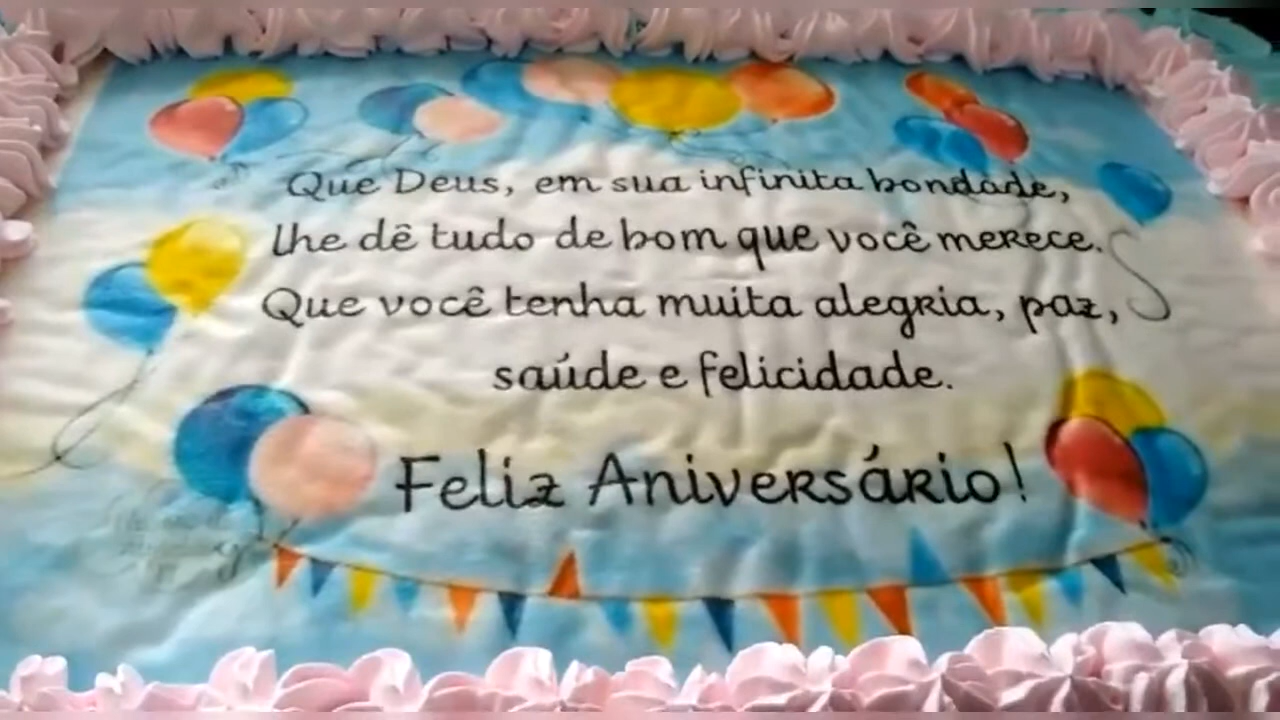 Que Deus, em sua infinita bondade,
lhe dê tudo de bom que você merece.
Que você tenha muita alegria, paz,
saúde e felicidade.
Feliz Aniversário!